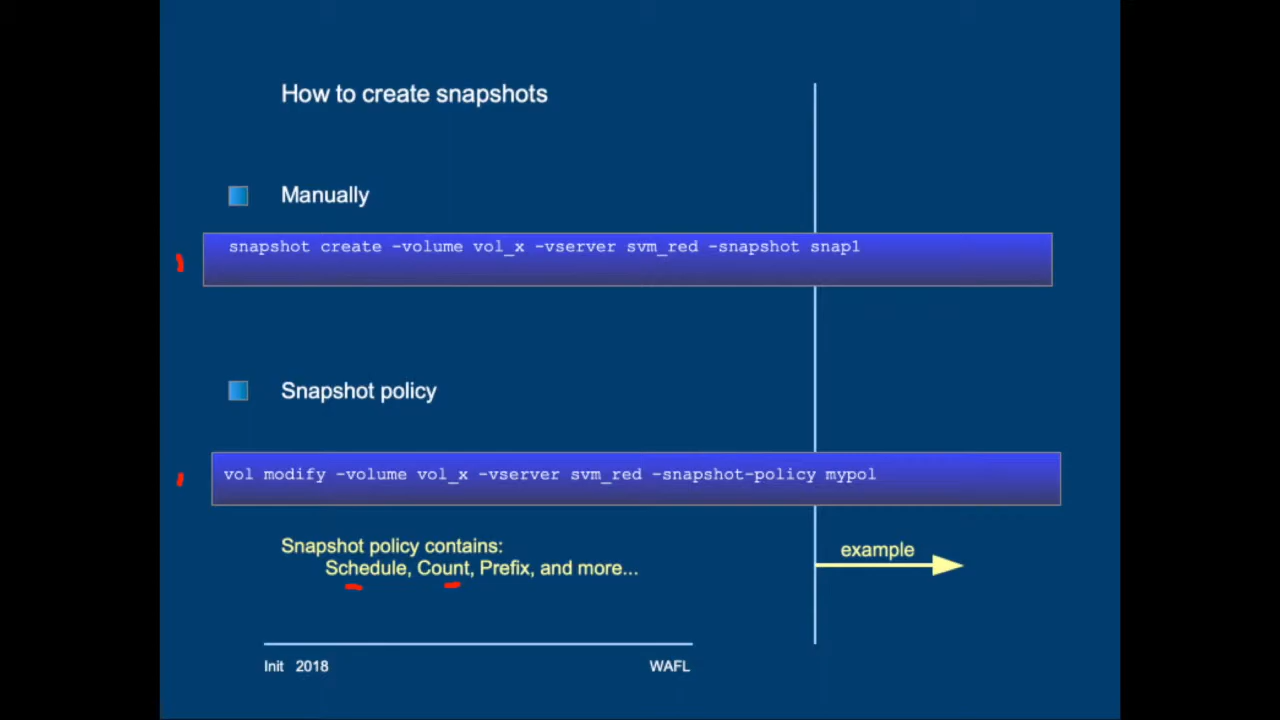 How to create snapshots
Manually
snapshot create -volume vol_x -vserver svm_red -snapshot snap1
Snapshot policy
vol modify -volume vol_x -vserver svm_red -snapshot-policy mypol
Snapshot policy contains:
Schedule, Count, Prefix, and more...
example
Init 2018
WAFL